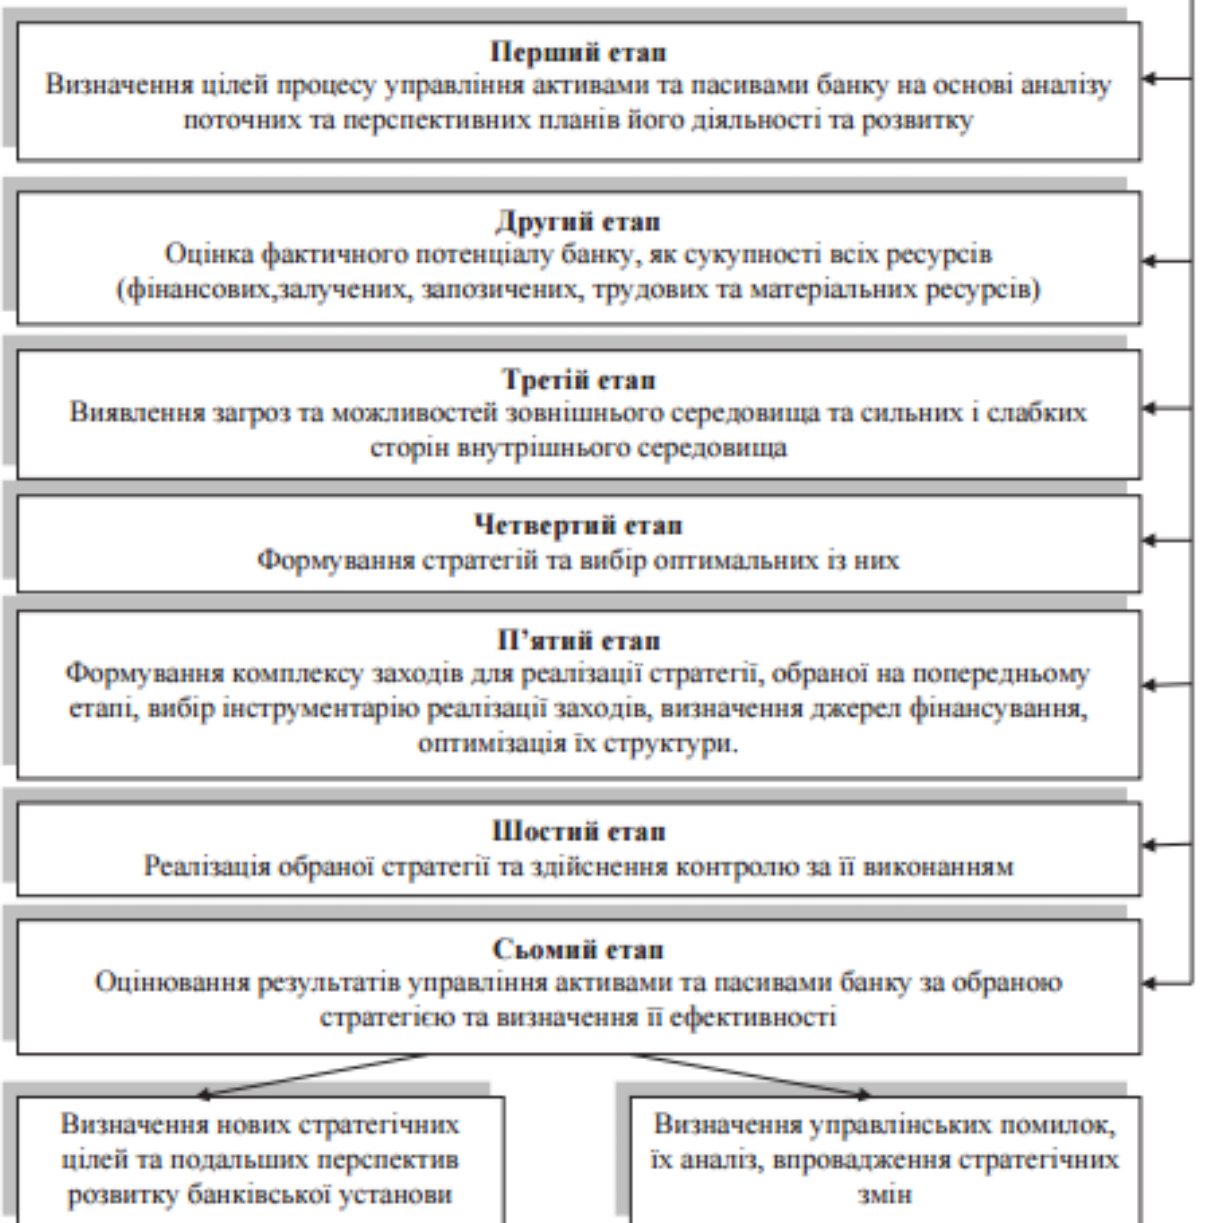 Перший етап
Визначення цілей процесу управління активами та пасивами банку на основі аналізу
поточних та перспективних планів його діяльності та розвитку
Другий етап
Оцінка фактичного потенціалу банку, як сукупності всіх ресурсів
(фінансових,залучених, запозичених, трудових та матеріальних ресурсів)
Третій етап
Виявлення загроз та можливостей зовнішнього середовища та сильних і слабких
сторін внутрішнього середовища
Четвертий етап
Формування стратегій та вибір оптимальних із них
П’ятий етап
Формування комплексу заходів для реалізації стратегії, обраної на попередньому
етапі, вибір інструментарію реалізації заходів, визначення джерел фінансування,
оптимізація їх структури.
Шостий етап
Реалізація обраної стратегії та здійснення контролю за її виконанням
Сьомий етап
Оцінювання результатів управління активами та пасивами банку за обраною
стратегією та визначення її ефективності
Визначення нових стратегічних
цілей та подальших перспектив
розвитку банківської установи
Визначення управлінських помилок,
їх аналіз, впровадження стратегічних
змін